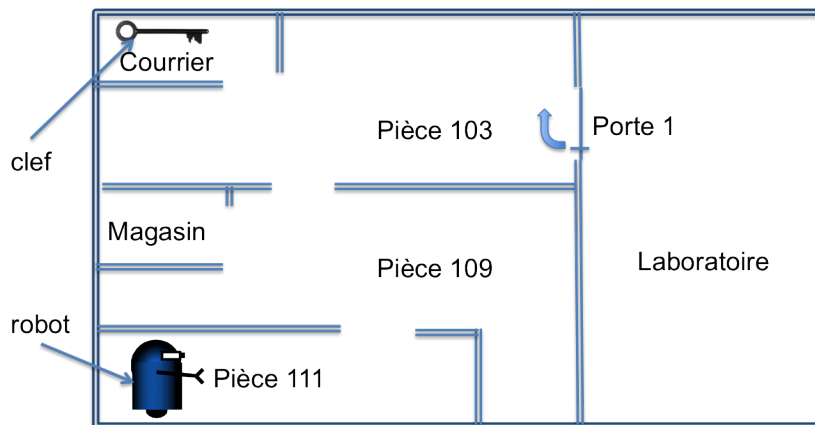 Courrier
Pièce 103
Porte 1
clef
Magasin
Pièce 109
Laboratoire
robot
Pièce 111